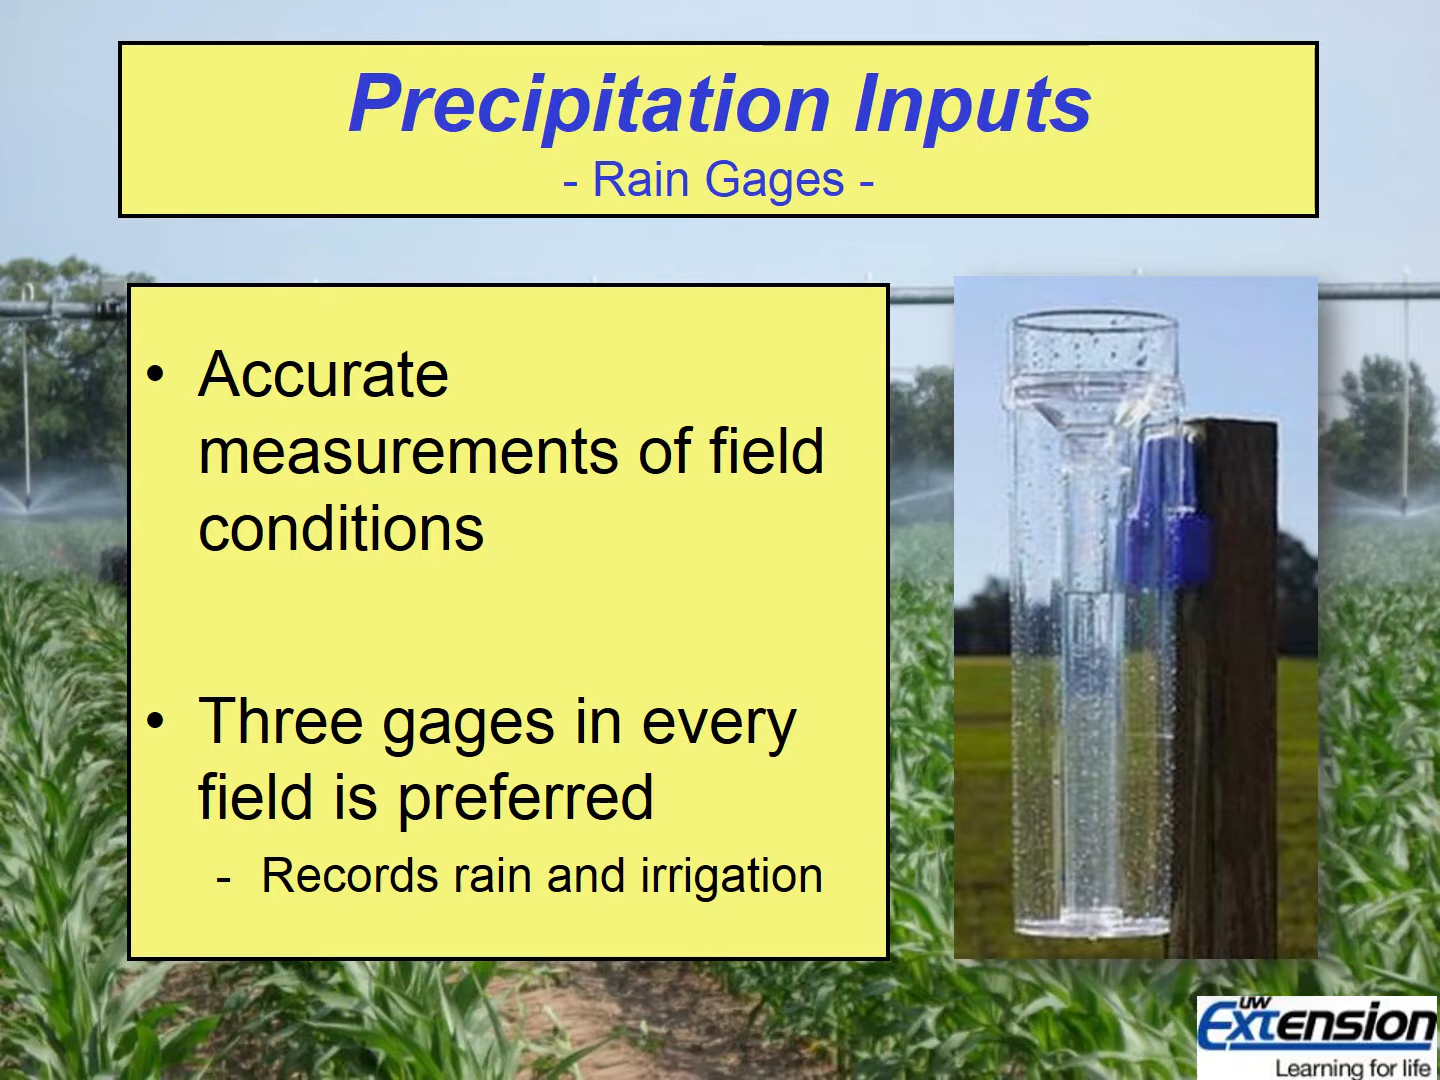 Precipitation Inputs
- Rain Gages -
• Accurate
measurements of field
conditions
• Three gages in every
field is preferred
- Records rain and irrigation
UW
Extension
Learning for life